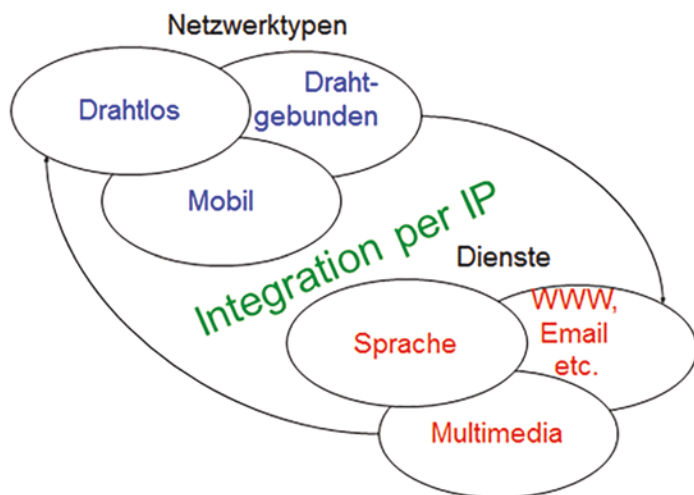 Netzwerktypen
Drahtlos
Draht-
gebunden
Mobil
Integration per IP
Dienste
Sprache
WWW,
Email
etc.
Multimedia